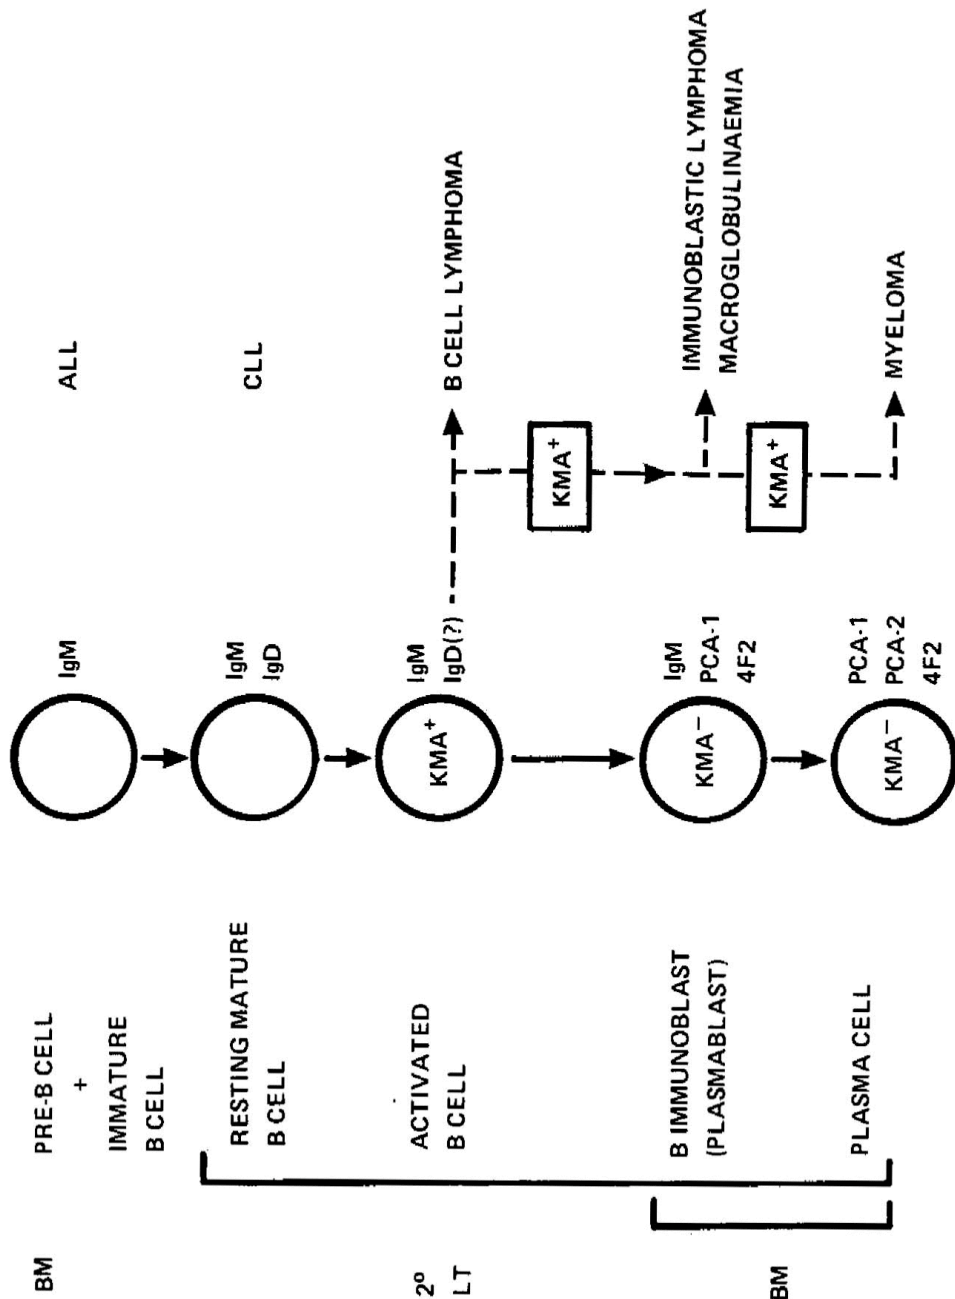 BM
PRE-B CELL
+
IMMATURE
B CELL
IgM
ALL
RESTING MATURE
B CELL
IgM
IgD
CLL
2º
LT
ACTIVATED
B CELL
KMA+
IgM
IgD(?)
B CELL LYMPHOMA
KMA+
BM
B IMMUNOBLAST
(PLASMABLAST)
KMA−
IgM
PCA-1
4F2
IMMUNOBLASTIC LYMPHOMA
MACROGLOBULINAEMIA
KMA+
PLASMA CELL
KMA−
PCA-1
PCA-2
4F2
MYELOMA